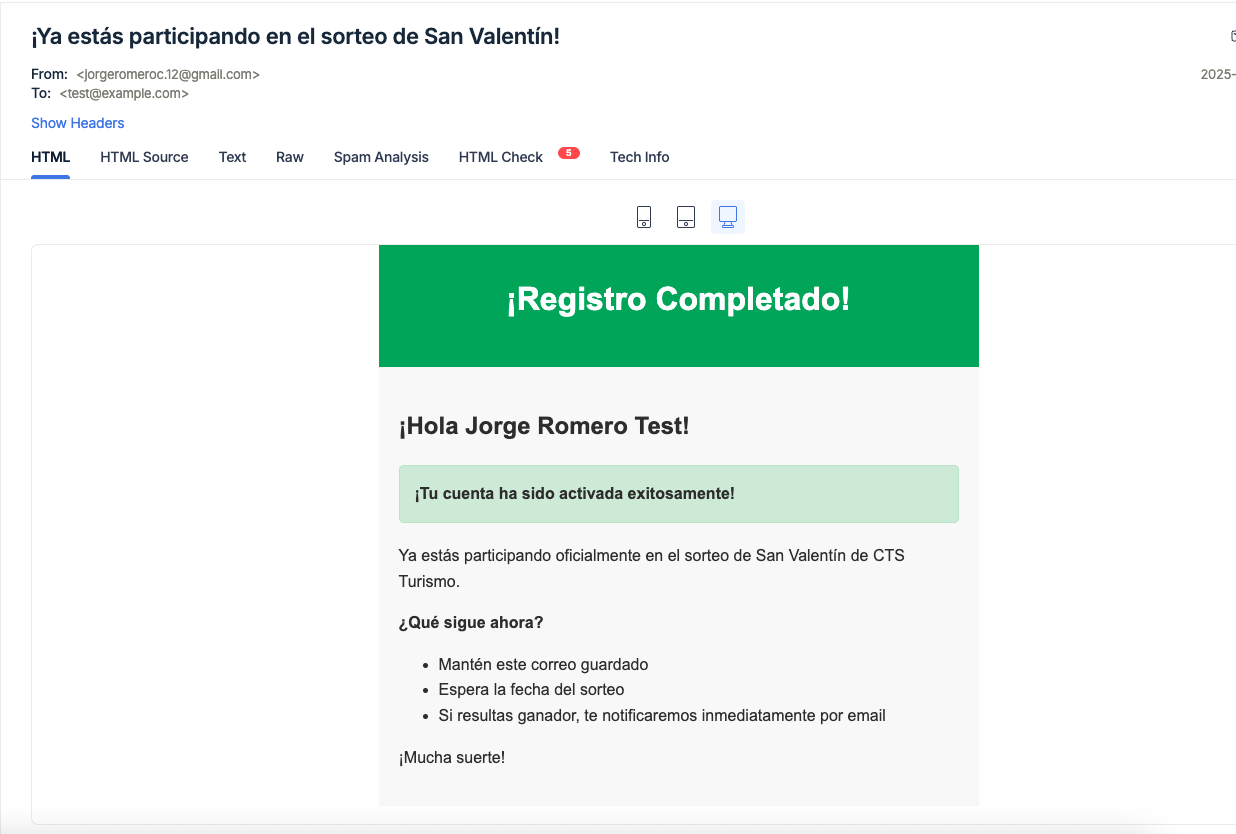 ¡Ya estás participando en el sorteo de San Valentín!
From: <jorgeromeroc.12@gmail.com>
2025-
To: <test@example.com>
Show Headers
HTML HTML Source Text Raw Spam Analysis HTML Check 5 Tech Info
¡Registro Completado!
¡Hola Jorge Romero Test!
¡Tu cuenta ha sido activada exitosamente!
Ya estás participando oficialmente en el sorteo de San Valentín de CTS
Turismo.
¿Qué sigue ahora?
• Mantén este correo guardado
• Espera la fecha del sorteo
• Si resultas ganador, te notificaremos inmediatamente por email
¡Mucha suerte!